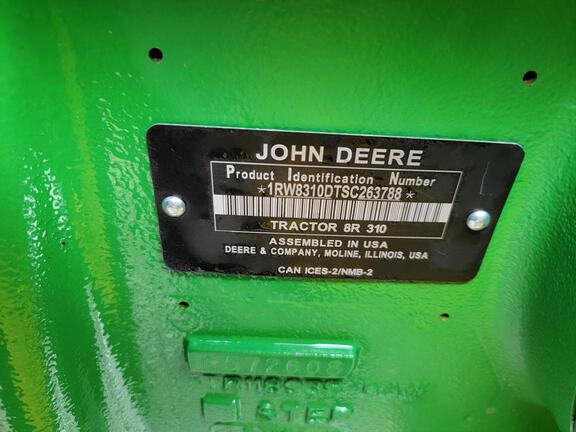 JOHN DEERE
Product Identification Number
*1RW8310DTSC263788*
TRACTOR 8R 310
ASSEMBLED IN USA
DEERE & COMPANY, MOLINE, ILLINOIS, USA
CAN ICES-2/NMB-2